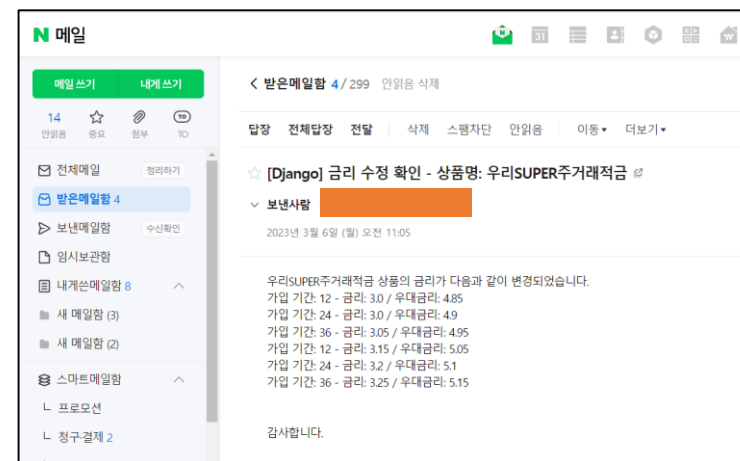 N 메일
31
메일 쓰기 내게 쓰기
14 TO
안읽음 중요 첨부 TO
전체메일 정리하기
받은메일함 4
보낸메일함 수신확인
임시보관함
내게쓴메일함 8
새 메일함 (3)
새 메일함 (2)
스마트메일함
프로모션
청구·결제 2
받은메일함 4 / 299 안읽음 삭제
답장 전체답장 전달 삭제 스팸차단 안읽음 이동 더보기
[Django] 금리 수정 확인 - 상품명: 우리SUPER주거래적금
보낸사람
2023년 3월 6일 (월) 오전 11:05
우리SUPER주거래적금 상품의 금리가 다음과 같이 변경되었습니다.
가입 기간: 12 - 금리: 3.0 / 우대금리: 4.85
가입 기간: 24 - 금리: 3.0 / 우대금리: 4.9
가입 기간: 36 - 금리: 3.05 / 우대금리: 4.95
가입 기간: 12 - 금리: 3.15 / 우대금리: 5.05
가입 기간: 24 - 금리: 3.2 / 우대금리: 5.1
가입 기간: 36 - 금리: 3.25 / 우대금리: 5.15
감사합니다.